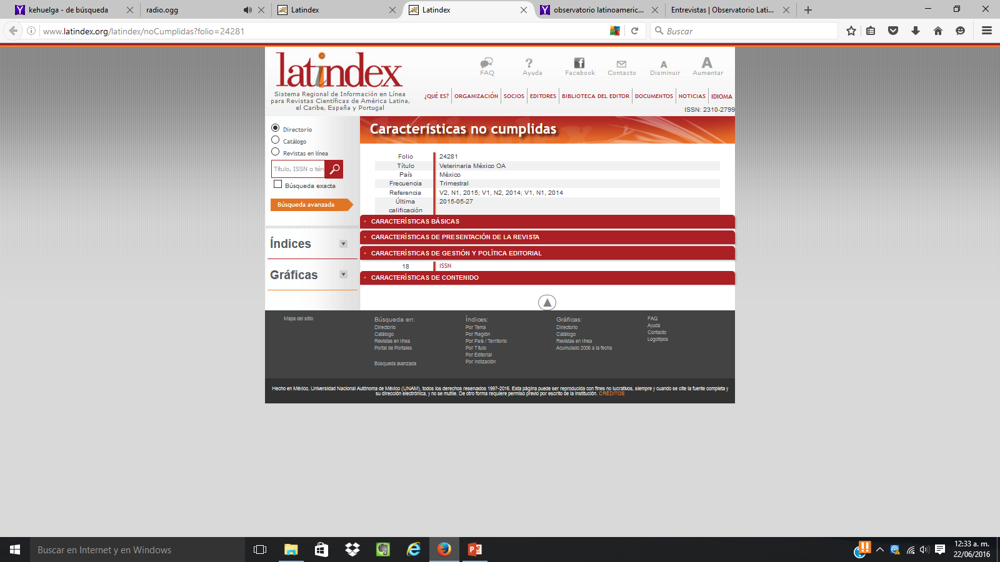 kehuelga - de búsqueda
radio.ogg
Latindex
Latindex
observatorio latinoameric...
Entrevistas | Observatorio Lati...
www.latindex.org/latindex/noCumplidas?folio=24281
Buscar
latindex
Sistema Regional de Información en Línea
para Revistas Científicas de América Latina,
el Caribe, España y Portugal
FAQ
Ayuda
Facebook
Contacto
A
Disminuir
A
Aumentar
¿QUÉ ES?
ORGANIZACIÓN
SOCIOS
EDITORES
BIBLIOTECA DEL EDITOR
DOCUMENTOS
NOTICIAS
IDIOMA
ISSN: 2310-2799
Directorio
Catálogo
Revistas en línea
Título, ISSN o térı
Búsqueda exacta
Búsqueda avanzada
Índices
Gráficas
Características no cumplidas
Folio 24281
Título Veterinaria México OA
País México
Frecuencia Trimestral
Referencia V2, N1, 2015; V1, N2, 2014; V1, N1, 2014
Última 2015-05-27
calificación
CARACTERÍSTICAS BÁSICAS
CARACTERÍSTICAS DE PRESENTACIÓN DE LA REVISTA
CARACTERÍSTICAS DE GESTIÓN Y POLÍTICA EDITORIAL
18 ISSN
CARACTERÍSTICAS DE CONTENIDO
Mapa del sitio
Búsqueda en:
Directorio
Catálogo
Revistas en línea
Portal de Portales
Búsqueda avanzada
Índices:
Por Tema
Por Región
Por País / Territorio
Por Título
Por Editorial
Por Indización
Gráficas:
Directorio
Catálogo
Revistas en línea
Acumulado 2006 a la fecha
FAQ
Ayuda
Contacto
Logotipos
Hecho en México, Universidad Nacional Autónoma de México (UNAM), todos los derechos reservados 1997-2016. Esta página puede ser reproducida con fines no lucrativos, siempre y cuando se cite la fuente completa y
su dirección electrónica, y no se mutile. De otra forma requiere permiso previo por escrito de la institución. CRÉDITOS
Buscar en Internet y en Windows
12:33 a. m.
22/06/2016